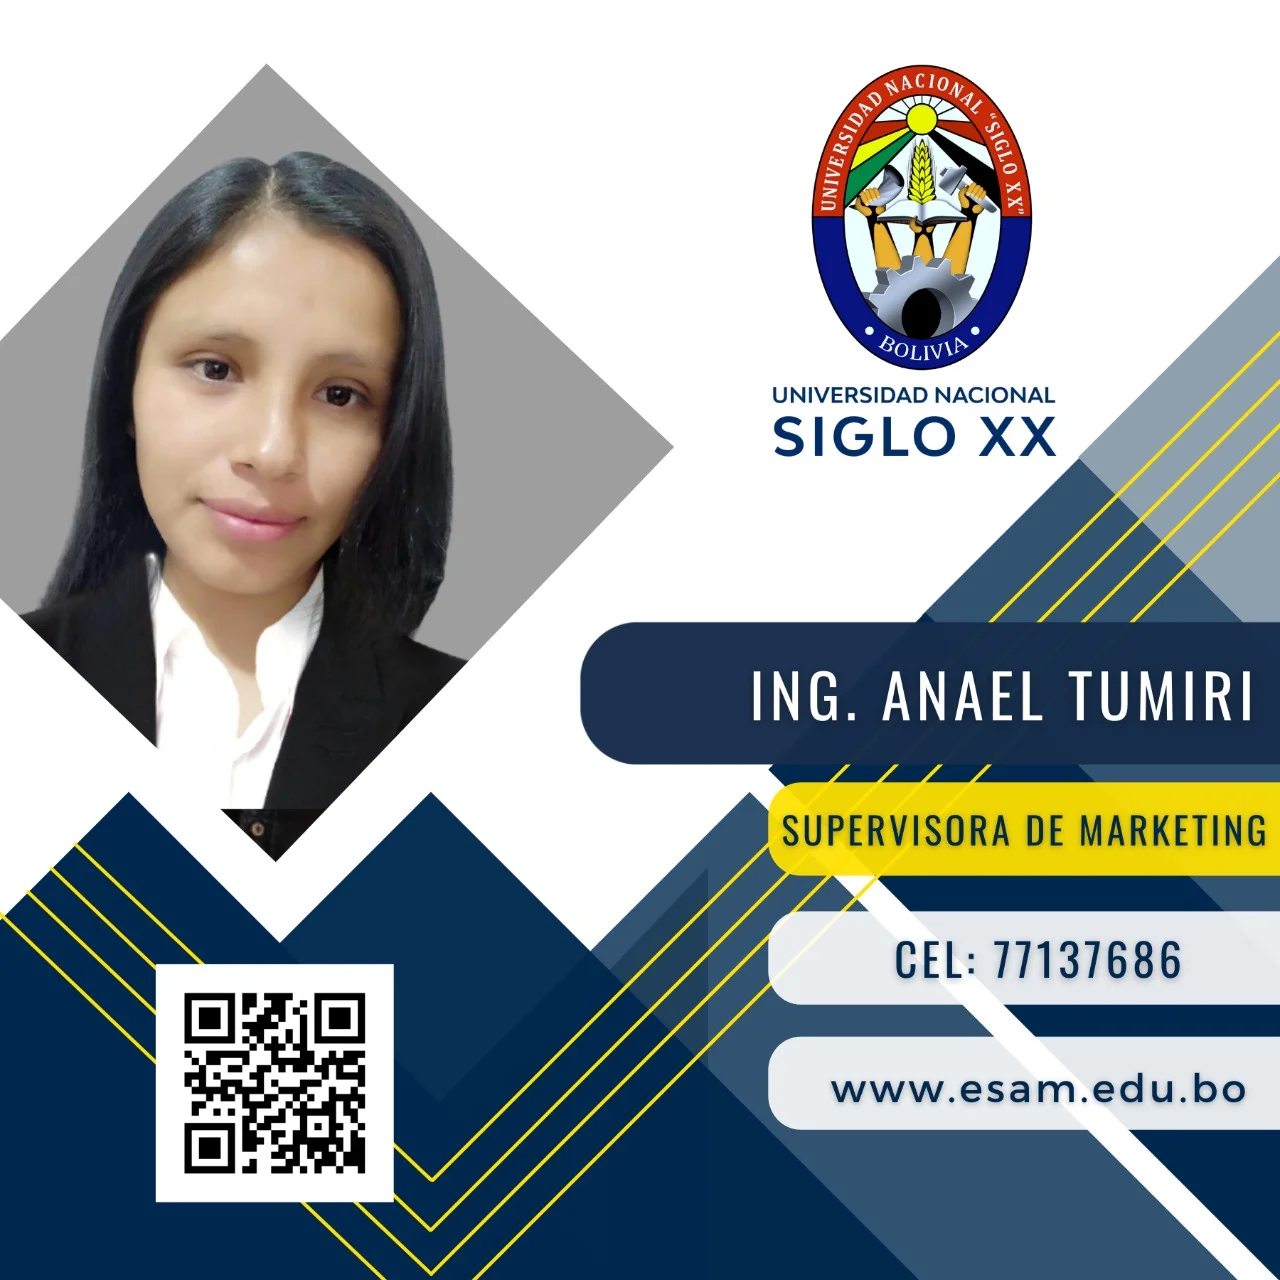 UNIVERSIDAD NACIONAL "SIGLO XX"
BOLIVIA
UNIVERSIDAD NACIONAL
SIGLO XX
ING. ANAEL TUMIRI
SUPERVISORA DE MARKETING
CEL: 77137686
www.esam.edu.bo